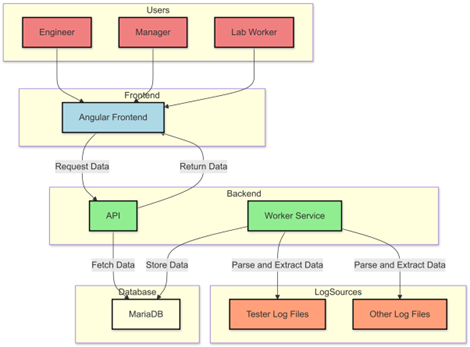 Users
Engineer
Manager
Lab Worker
Frontend
Angular Frontend
Request Data
Return Data
Backend
API
Worker Service
Fetch Data
Store Data
Parse and Extract Data
Parse and Extract Data
Database
LogSources
MariaDB
Tester Log Files
Other Log Files